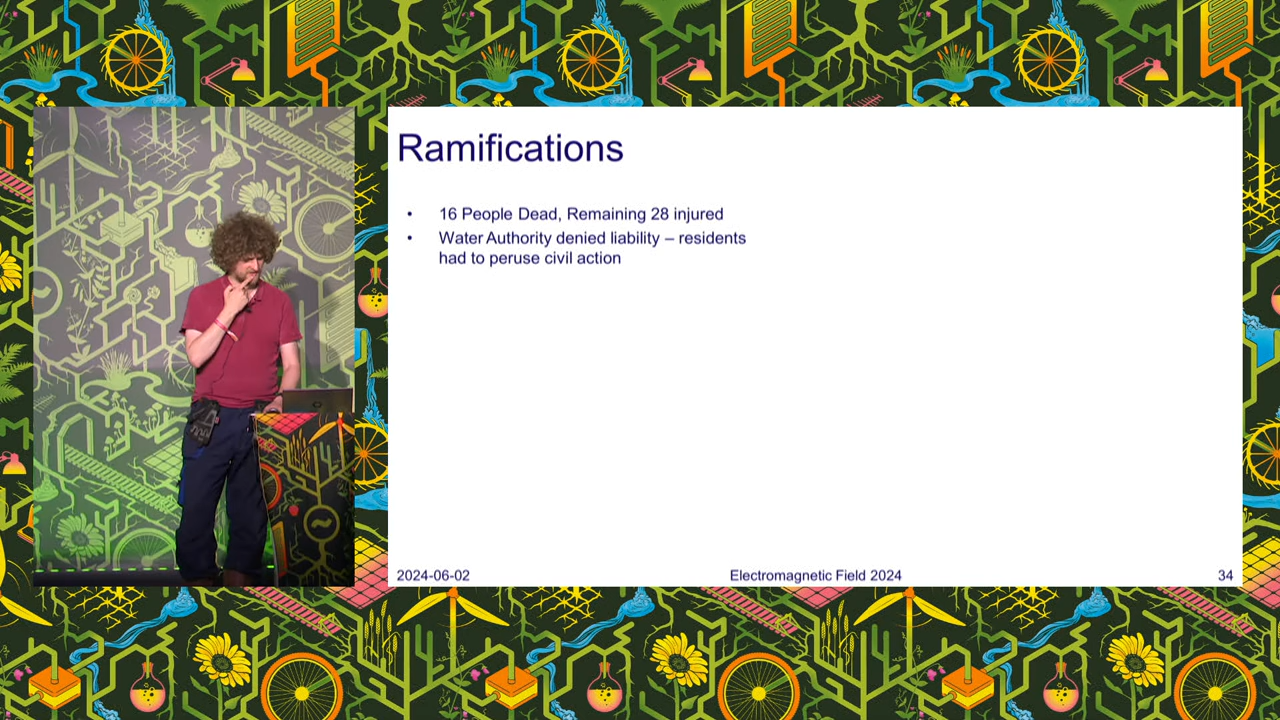 Ramifications
• 16 People Dead, Remaining 28 injured
• Water Authority denied liability – residents
had to peruse civil action
2024-06-02
Electromagnetic Field 2024
34